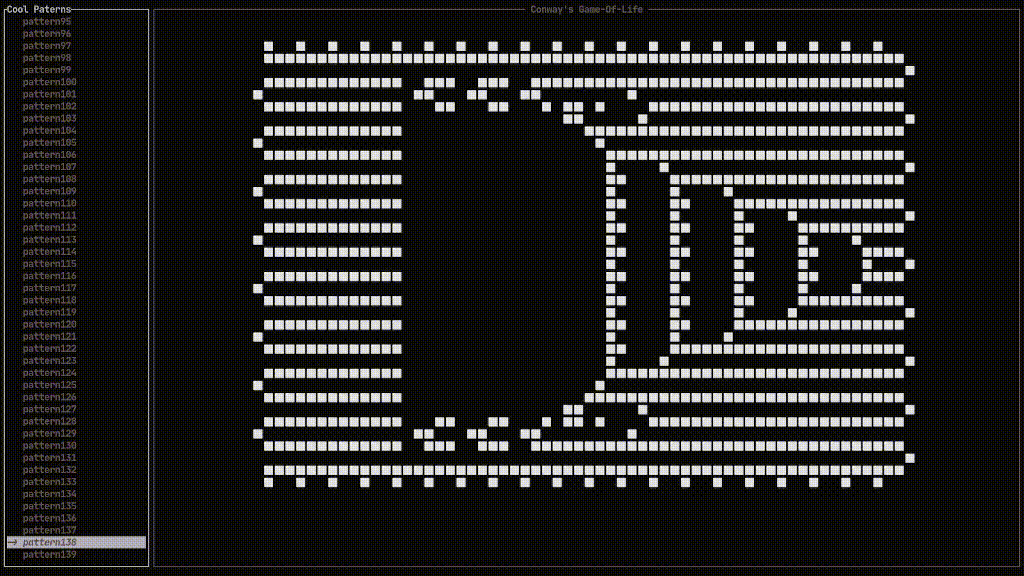 Cool Paterns
Conway's Game-Of-Life
pattern95
pattern96
pattern97
pattern98
pattern99
pattern100
pattern101
pattern102
pattern103
pattern104
pattern105
pattern106
pattern107
pattern108
pattern109
pattern110
pattern111
pattern112
pattern113
pattern114
pattern115
pattern116
pattern117
pattern118
pattern119
pattern120
pattern121
pattern122
pattern123
pattern124
pattern125
pattern126
pattern127
pattern128
pattern129
pattern130
pattern131
pattern132
pattern133
pattern134
pattern135
pattern136
pattern137
pattern138
pattern139